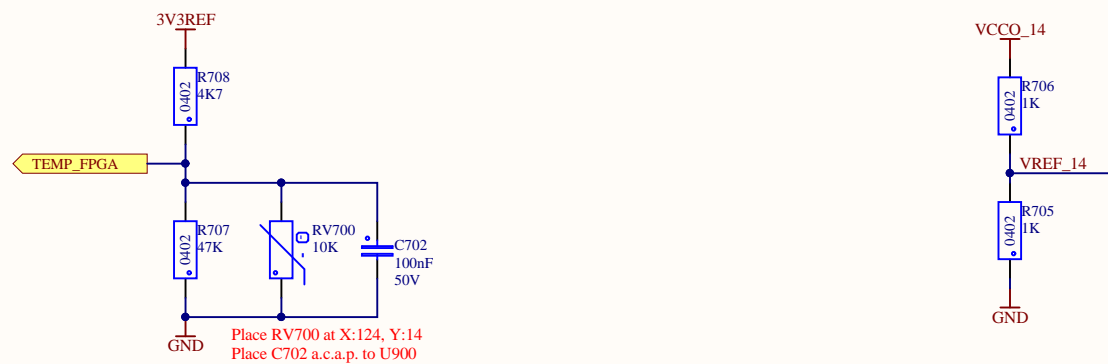 3V3REF
R708
4K7
0402
TEMP_FPGA
R707
47K
0402
RV700
10K
C702
100nF
50V
GND
Place RV700 at X:124, Y:14
Place C702 a.c.a.p. to U900
VCCO_14
R706
1K
0402
VREF_14
R705
1K
0402
GND